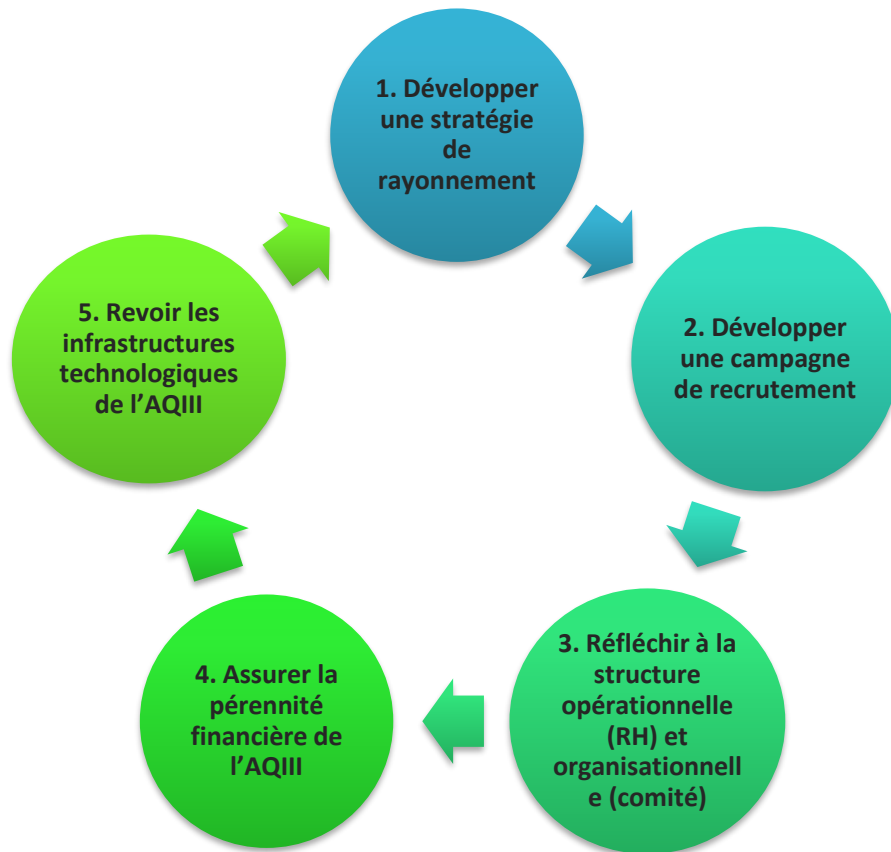 1. Développer
une stratégie
de
rayonnement
2. Développer
une campagne
de recrutement
3. Réfléchir à la
structure
opérationnelle
(RH) et
organisationnell
e (comité)
4. Assurer la
pérennité
financière de
l’AQIII
5. Revoir les
infrastructures
technologiques
de l’AQIII